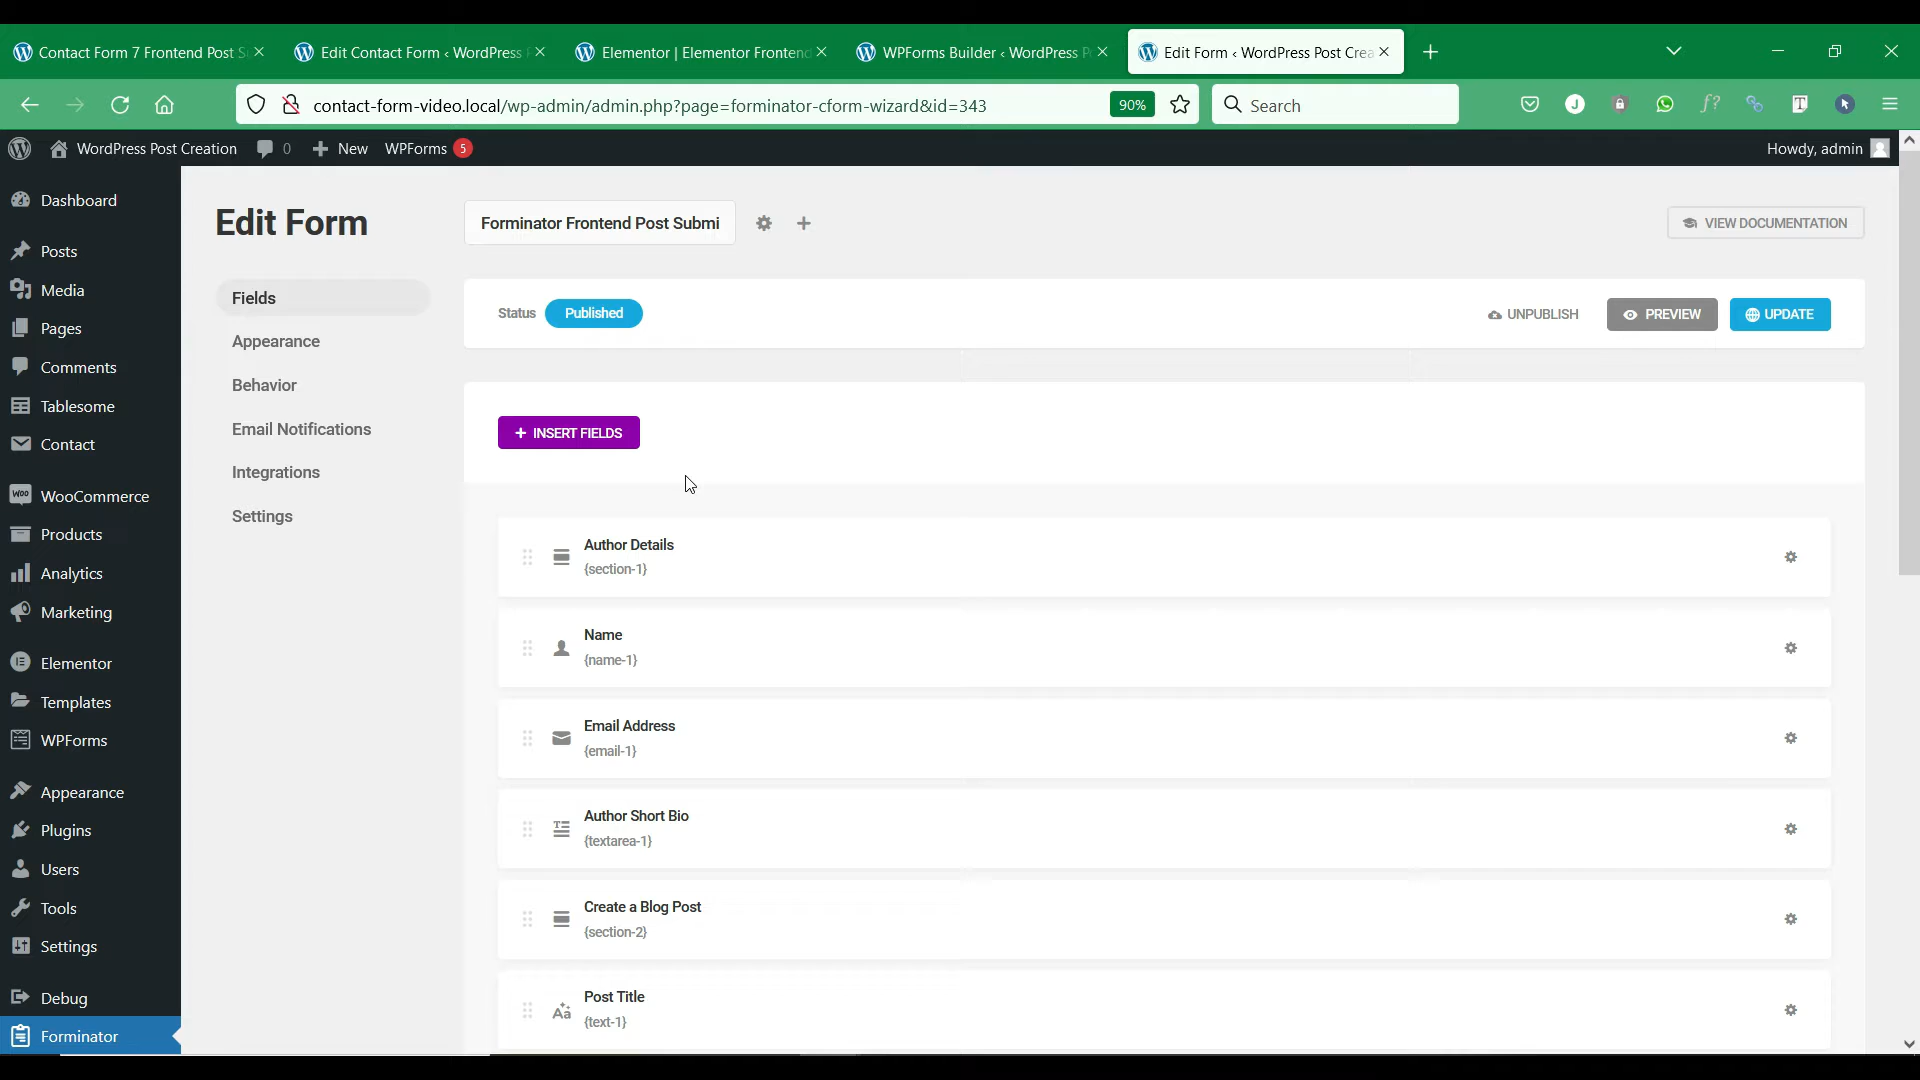 Contact Form 7 Frontend Post S
Edit Contact Form ‹ WordPress
Elementor | Elementor Frontend
WPForms Builder ‹ WordPress P
Edit Form ‹ WordPress Post Crea
contact-form-video.local/wp-admin/admin.php?page=forminator-cform-wizard&id=343
90%
Search
WordPress Post Creation
0
New
WPForms
5
Howdy, admin
Dashboard
Posts
Media
Pages
Comments
Tablesome
Contact
WooCommerce
Products
Analytics
Marketing
Elementor
Templates
WPForms
Appearance
Plugins
Users
Tools
Settings
Debug
Forminator
Edit Form
Forminator Frontend Post Submi
VIEW DOCUMENTATION
Fields
Appearance
Behavior
Email Notifications
Integrations
Settings
Status
Published
UNPUBLISH
PREVIEW
UPDATE
INSERT FIELDS
Author Details
{section-1}
Name
{name-1}
Email Address
{email-1}
Author Short Bio
{textarea-1}
Create a Blog Post
{section-2}
Post Title
{text-1}